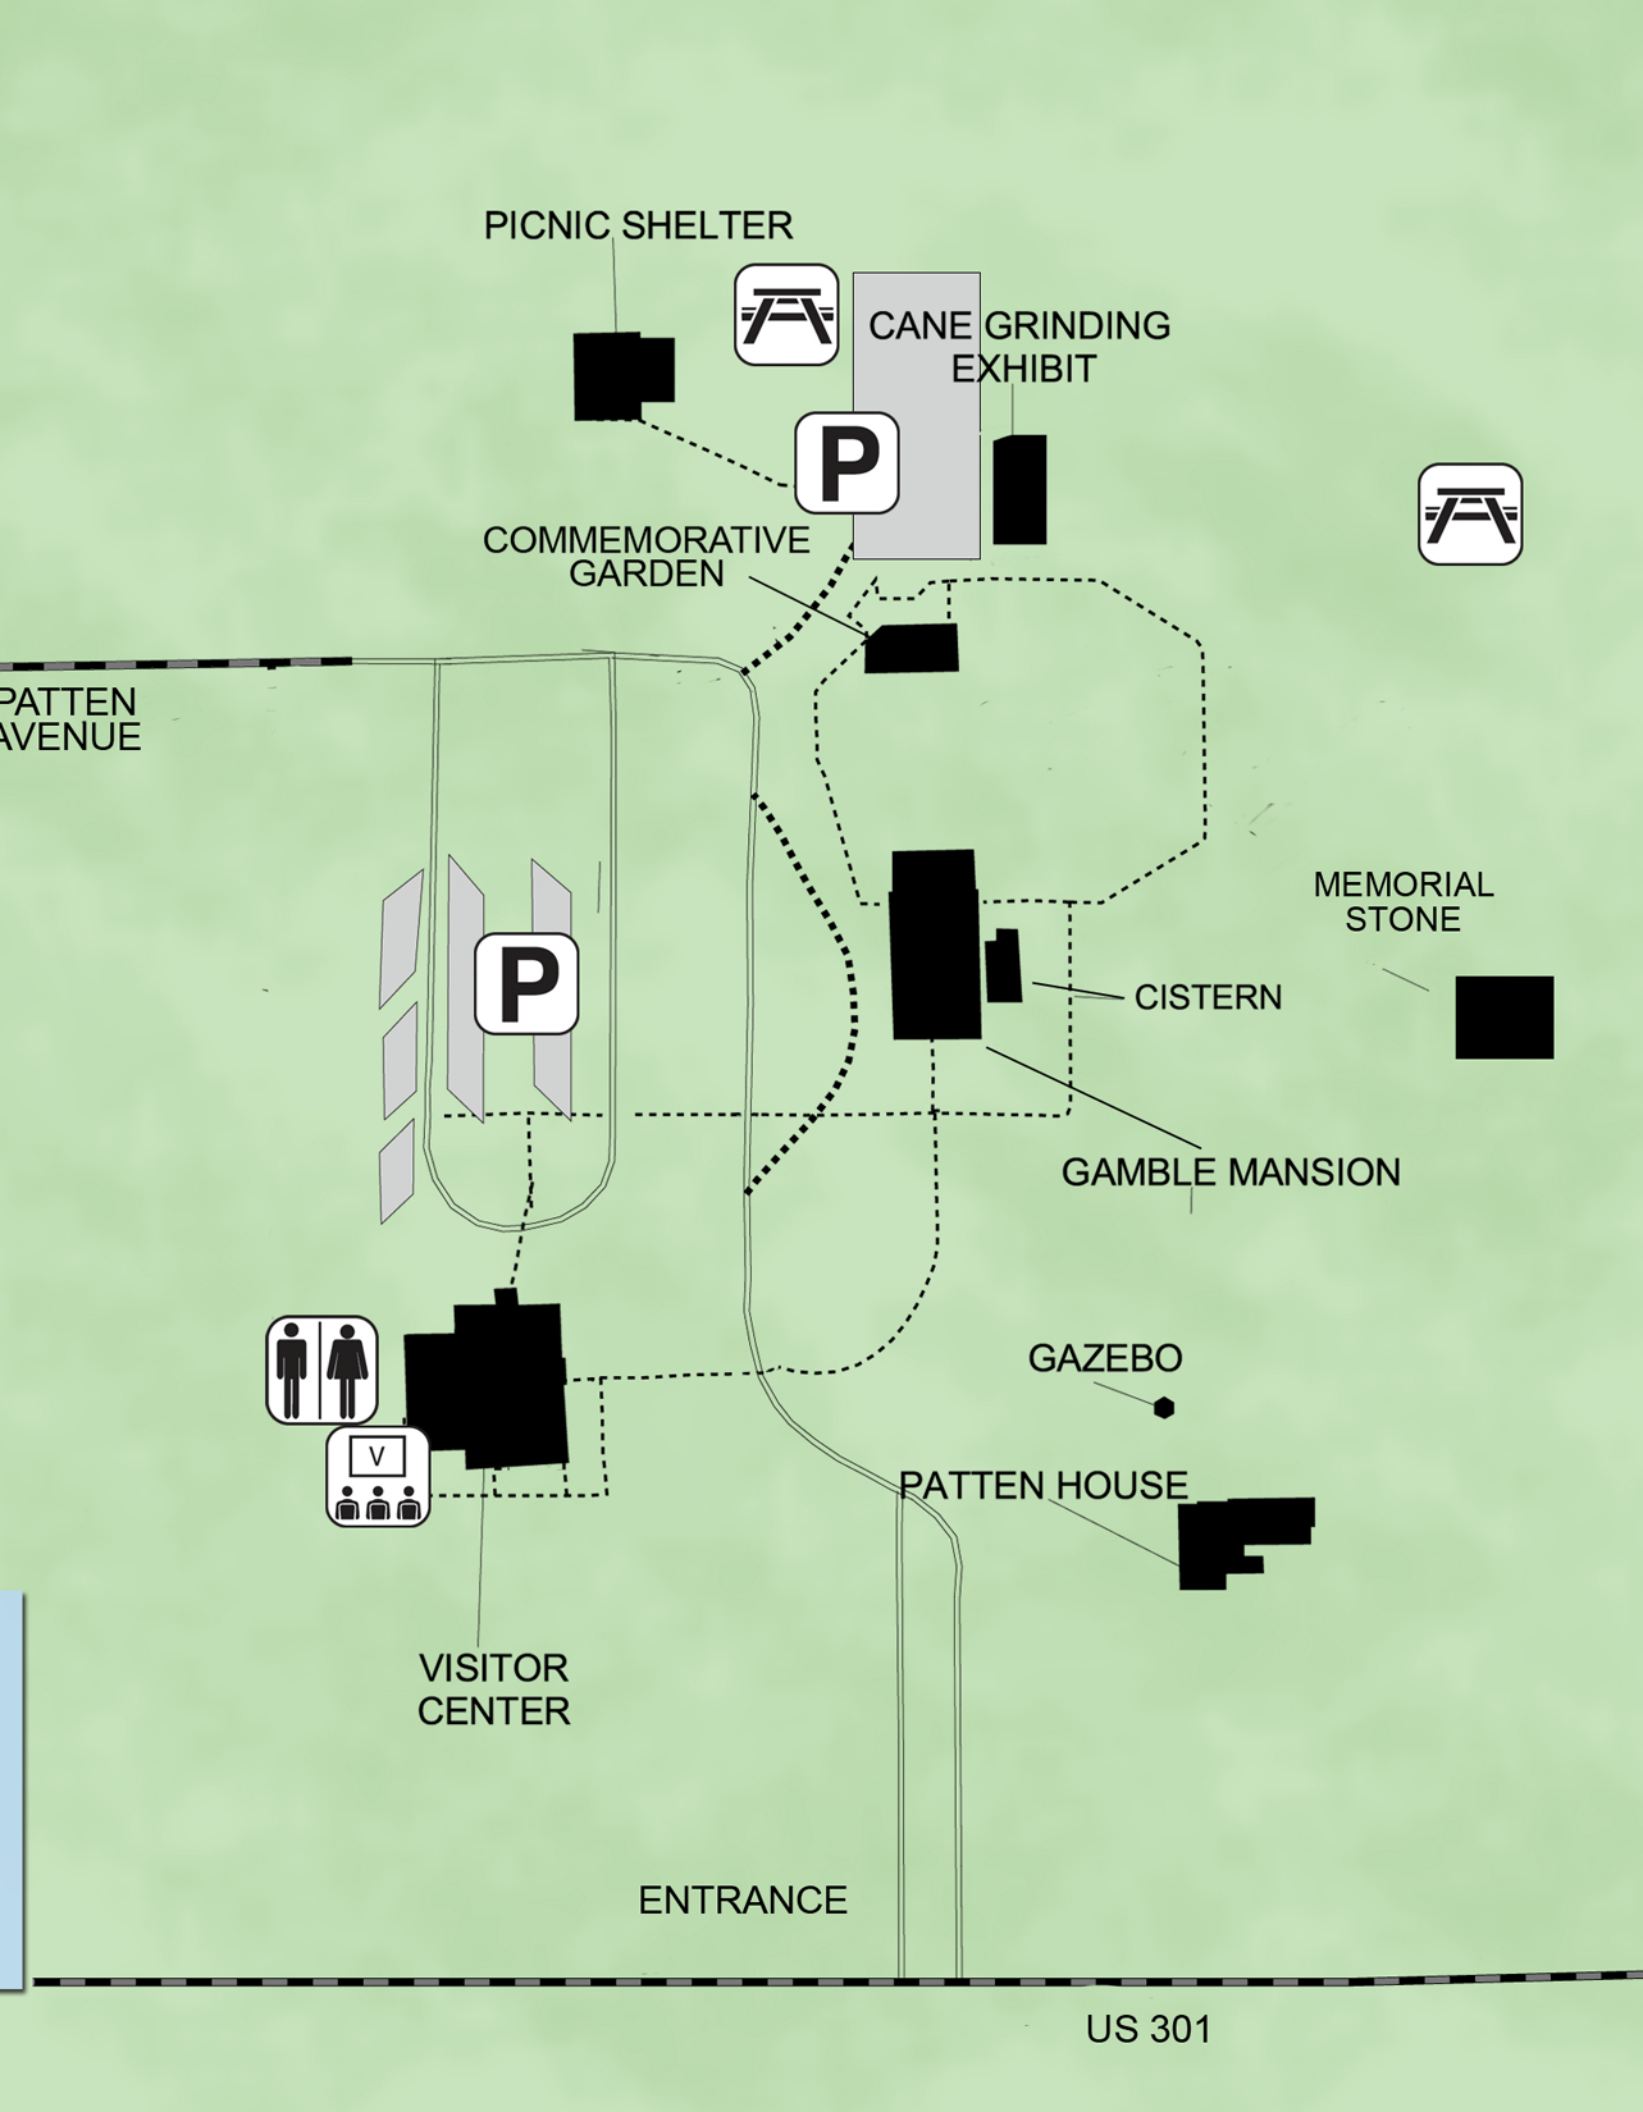 PICNIC SHELTER
CANE GRINDING
EXHIBIT
P
COMMEMORATIVE
GARDEN
PATTEN
AVENUE
MEMORIAL
STONE
P
CISTERN
GAMBLE MANSION
GAZEBO
V
PATTEN HOUSE
VISITOR
CENTER
ENTRANCE
US 301